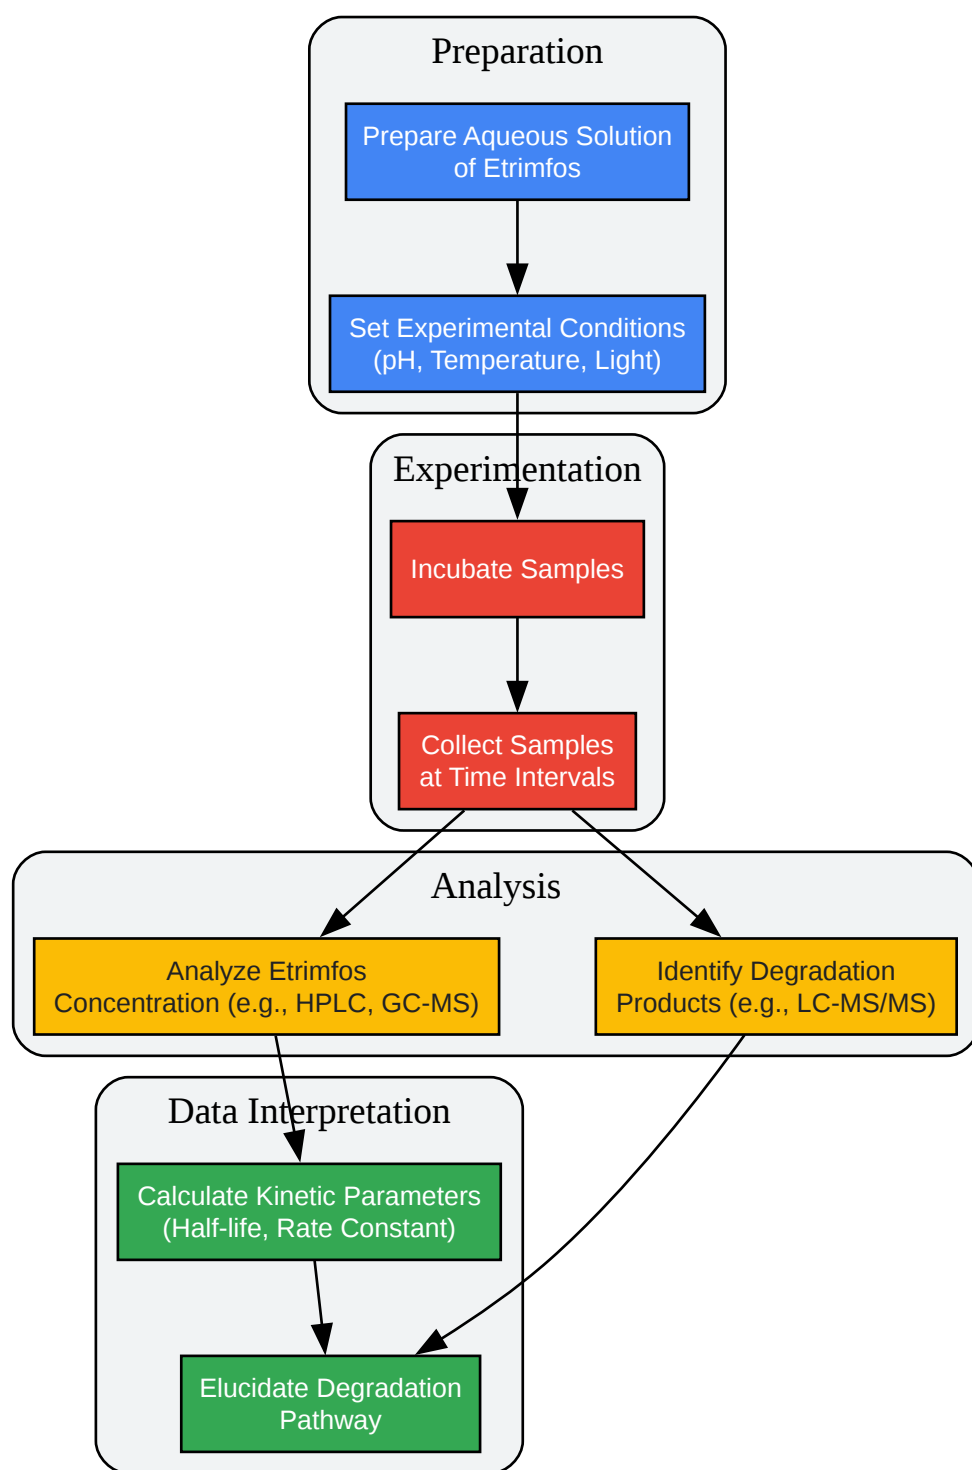 Preparation
Prepare Aqueous Solution
of Etrimfos
Set Experimental Conditions
(pH, Temperature, Light)
Experimentation
Incubate Samples
Collect Samples
at Time Intervals
Analysis
Analyze Etrimfos
Concentration (e.g., HPLC, GC-MS)
Identify Degradation
Products (e.g., LC-MS/MS)
Data Interpretation
Calculate Kinetic Parameters
(Half-life, Rate Constant)
Elucidate Degradation
Pathway